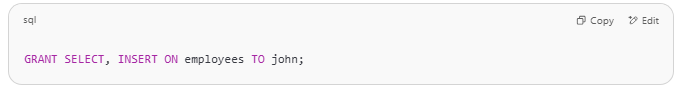 sql Copy Edit
GRANT SELECT, INSERT ON employees TO john;